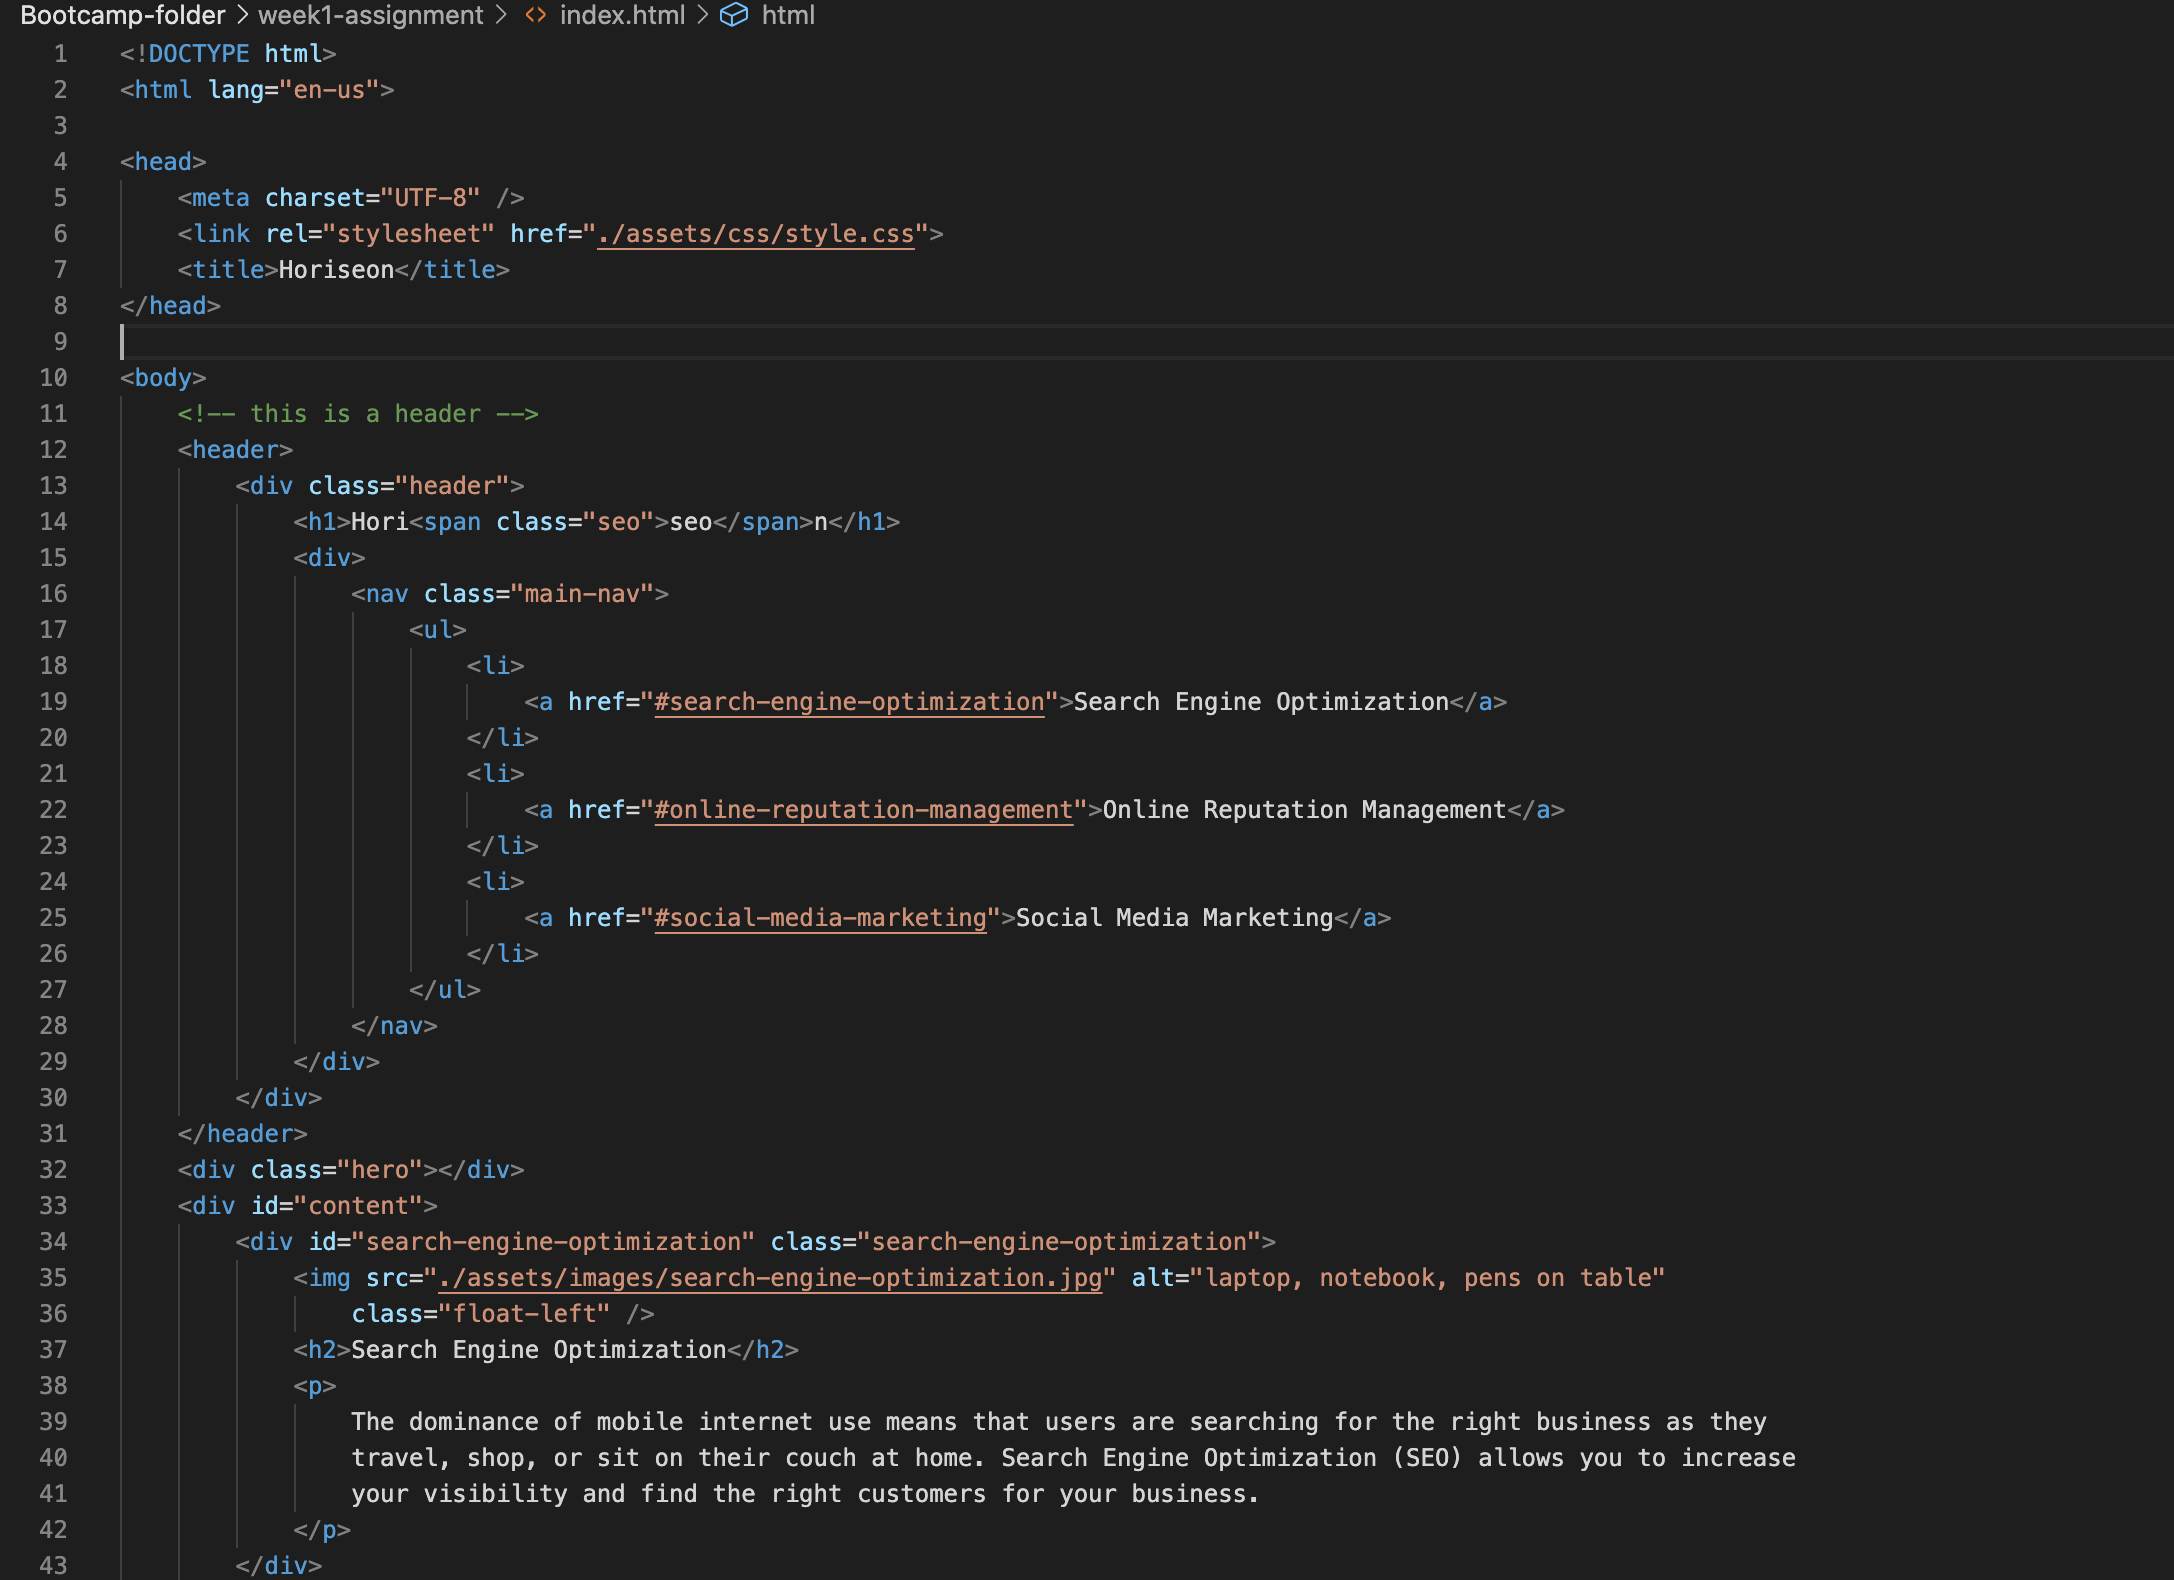 Bootcamp-folder > week1-assignment > <> index.html > html
1 <!DOCTYPE html>
2 <html lang="en-us">
3
4 <head>
5     <meta charset="UTF-8" />
6     <link rel="stylesheet" href="./assets/css/style.css">
7     <title>Horiseon</title>
8 </head>
9
10 <body>
11     <!-- this is a header -->
12     <header>
13         <div class="header">
14             <h1>Hori<span class="seo">seo</span>n</h1>
15             <div>
16                 <nav class="main-nav">
17                     <ul>
18                         <li>
19                             <a href="#search-engine-optimization">Search Engine Optimization</a>
20                         </li>
21                         <li>
22                             <a href="#online-reputation-management">Online Reputation Management</a>
23                         </li>
24                         <li>
25                             <a href="#social-media-marketing">Social Media Marketing</a>
26                         </li>
27                     </ul>
28                 </nav>
29             </div>
30         </div>
31     </header>
32     <div class="hero"></div>
33     <div id="content">
34         <div id="search-engine-optimization" class="search-engine-optimization">
35             <img src="./assets/images/search-engine-optimization.jpg" alt="laptop, notebook, pens on table"
36                 class="float-left" />
37             <h2>Search Engine Optimization</h2>
38             <p>
39                 The dominance of mobile internet use means that users are searching for the right business as they
40                 travel, shop, or sit on their couch at home. Search Engine Optimization (SEO) allows you to increase
41                 your visibility and find the right customers for your business.
42             </p>
43         </div>